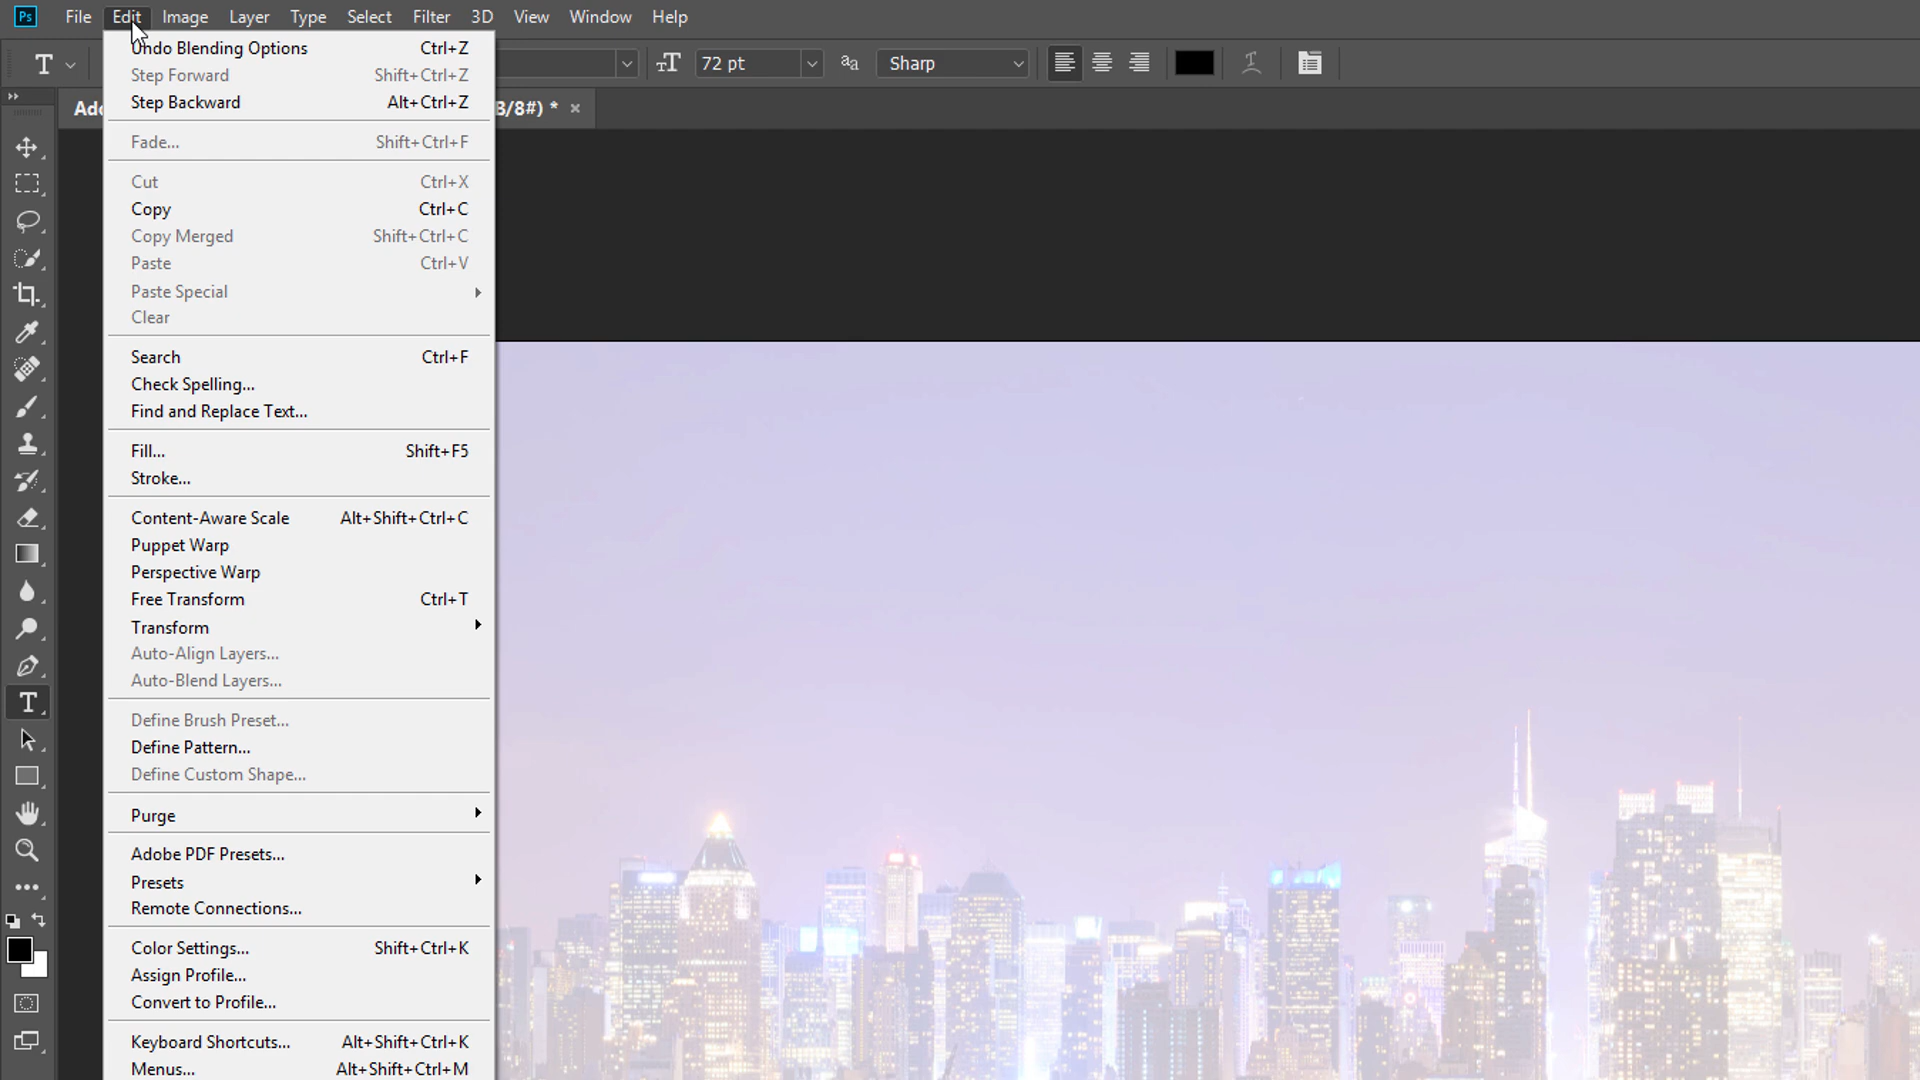 Ps File Edit Image Layer Type Select Filter 3D View Window Help
T 72 pt Sharp
B/8#) * ×
Undo Blending Options Ctrl+Z
Step Forward Shift+Ctrl+Z
Step Backward Alt+Ctrl+Z
Fade... Shift+Ctrl+F
Cut Ctrl+X
Copy Ctrl+C
Copy Merged Shift+Ctrl+C
Paste Ctrl+V
Paste Special
Clear
Search Ctrl+F
Check Spelling...
Find and Replace Text...
Fill... Shift+F5
Stroke...
Content-Aware Scale Alt+Shift+Ctrl+C
Puppet Warp
Perspective Warp
Free Transform Ctrl+T
Transform
Auto-Align Layers...
Auto-Blend Layers...
Define Brush Preset...
Define Pattern...
Define Custom Shape...
Purge
Adobe PDF Presets...
Presets
Remote Connections...
Color Settings... Shift+Ctrl+K
Assign Profile...
Convert to Profile...
Keyboard Shortcuts... Alt+Shift+Ctrl+K
Menus... Alt+Shift+Ctrl+M